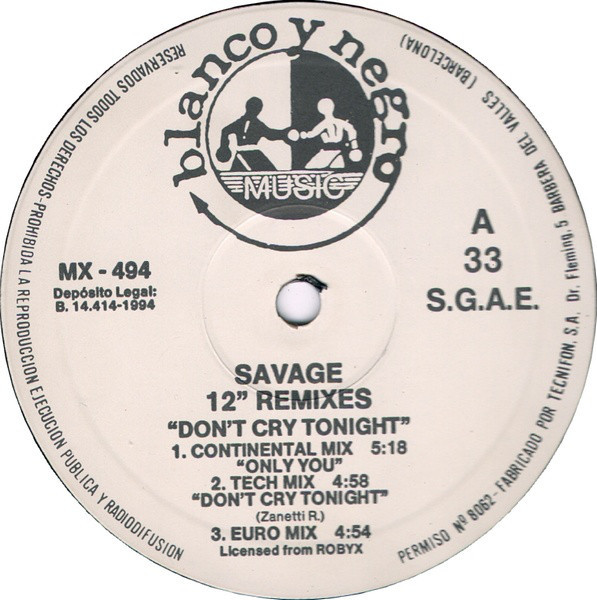 blanco y negro
MUSIC
MX - 494
Depósito Legal:
B. 14.414-1994
A
33
S.G.A.E.
SAVAGE
12” REMIXES
“DON'T CRY TONIGHT”
1. CONTINENTAL MIX 5:18
“ONLY YOU”
2. TECH MIX 4:58
“DON'T CRY TONIGHT”
(Zanetti R.)
3. EURO MIX 4:54
Licensed from ROBYX
RESERVADOS TODOS LOS DERECHOS-PROHIBIDA LA REPRODUCCION EJECUCION PUBLICA Y RADIODIFUSION
PERMISO Nº 8062-FABRICADO POR TECNIFON, S.A. Dr. Fleming, 5 BARBERA DEL VALLES (BARCELONA)